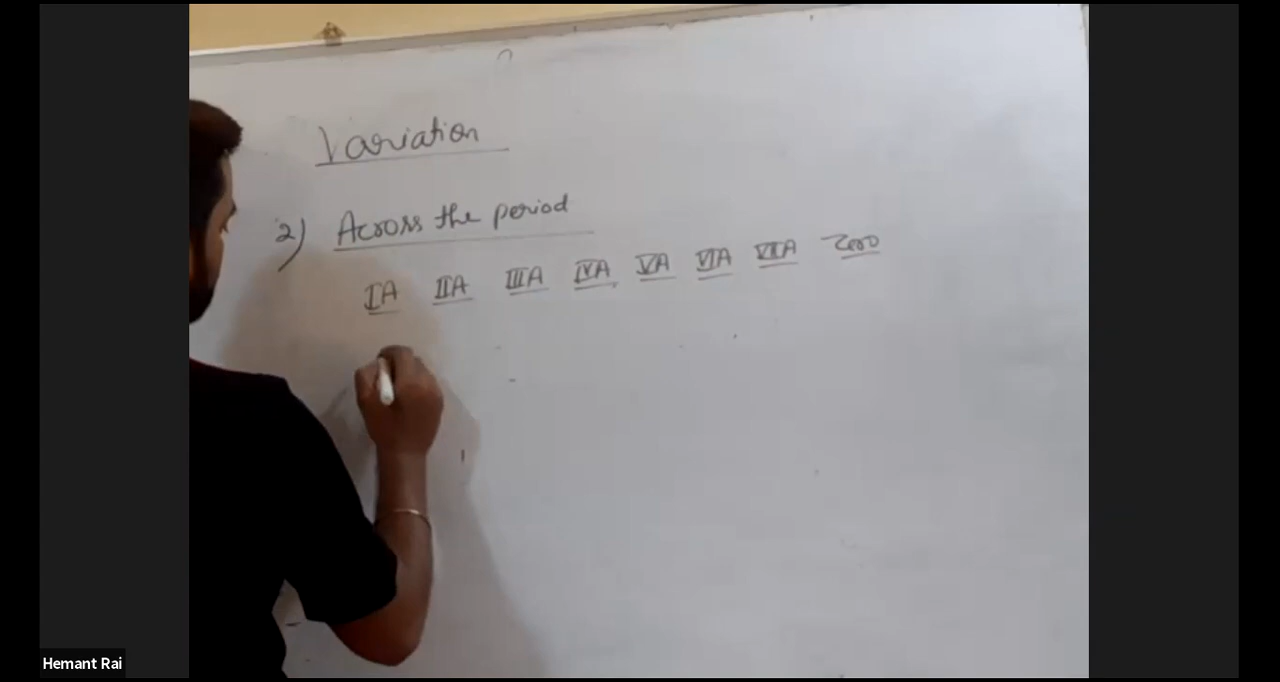 Variation
2) Across the period
IA IIA IIIA IVA VA VIA VIIA Zero
Hemant Rai